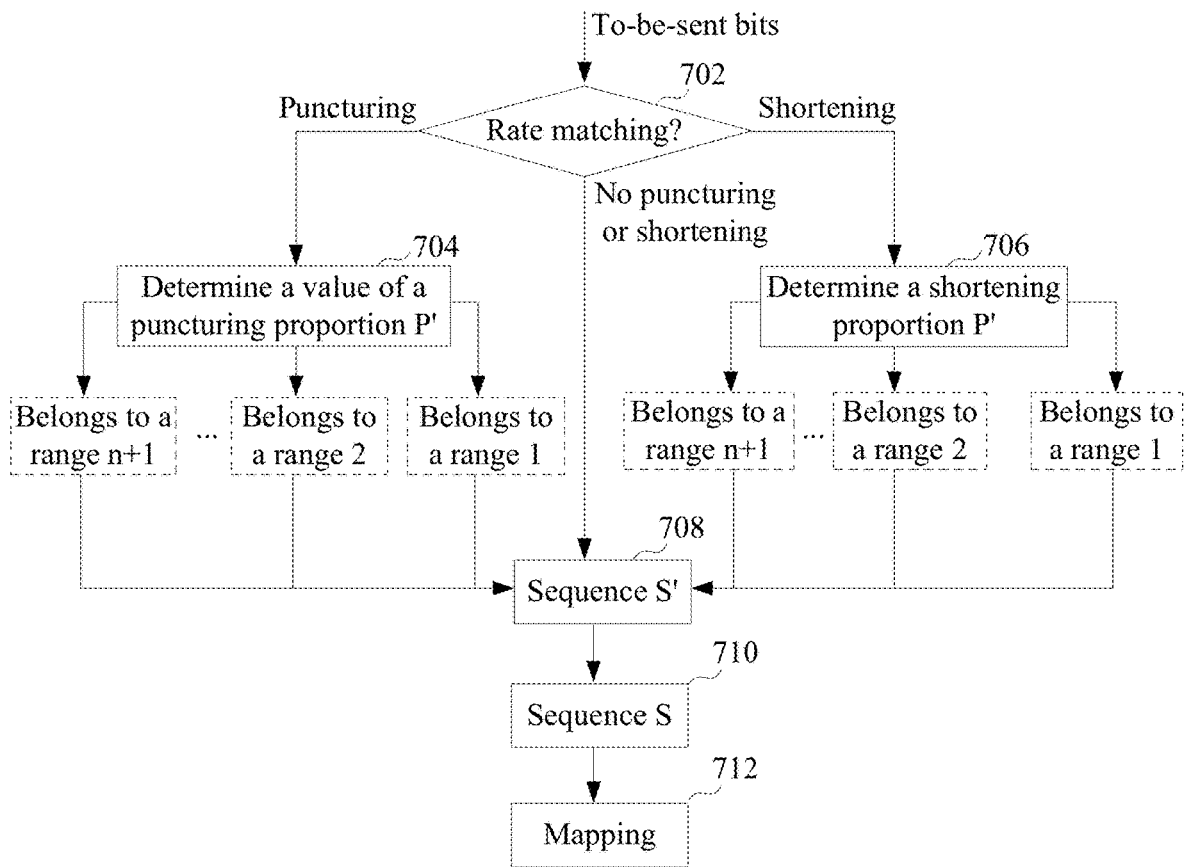 To-be-sent bits
702
Puncturing
Rate matching?
Shortening
No puncturing
or shortening
704
Determine a value of a
puncturing proportion P'
706
Determine a shortening
proportion P'
Belongs to a
range n+1
...
Belongs to
a range 2
Belongs to
a range 1
Belongs to a
range n+1
...
Belongs to
a range 2
Belongs to
a range 1
708
Sequence S'
710
Sequence S
712
Mapping